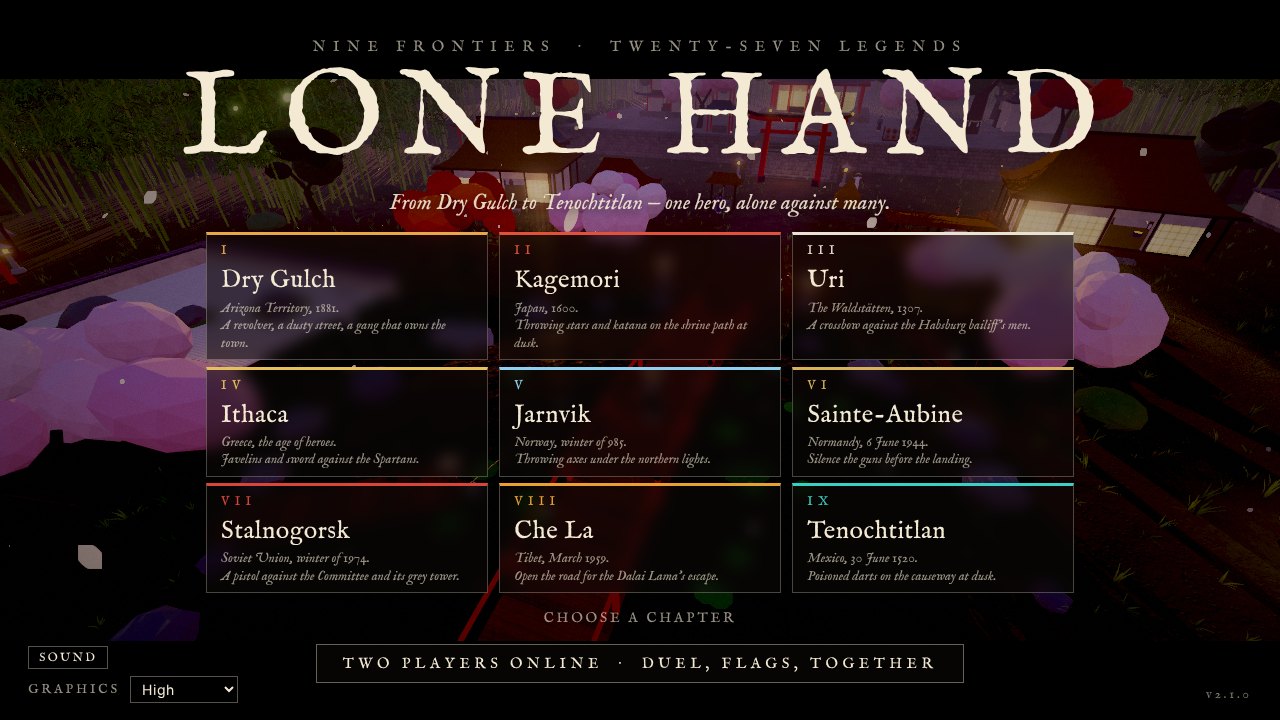 NINE FRONTIERS · TWENTY-SEVEN LEGENDS
LONE HAND
From Dry Gulch to Tenochtitlan — one hero, alone against many.
I
Dry Gulch
Arizona Territory, 1881.
A revolver, a dusty street, a gang that owns the
town.
II
Kagemori
Japan, 1600.
Throwing stars and katana on the shrine path at
dusk.
III
Uri
The Waldstätten, 1307.
A crossbow against the Habsburg bailiff's men.
IV
Ithaca
Greece, the age of heroes.
Javelins and sword against the Spartans.
V
Jarnvik
Norway, winter of 985.
Throwing axes under the northern lights.
VI
Sainte-Aubine
Normandy, 6 June 1944.
Silence the guns before the landing.
VII
Stalnogorsk
Soviet Union, winter of 1974.
A pistol against the Committee and its grey tower.
VIII
Che La
Tibet, March 1959.
Open the road for the Dalai Lama's escape.
IX
Tenochtitlan
Mexico, 30 June 1520.
Poisoned darts on the causeway at dusk.
CHOOSE A CHAPTER
TWO PLAYERS ONLINE · DUEL, FLAGS, TOGETHER
SOUND
GRAPHICS High
v2.1.0